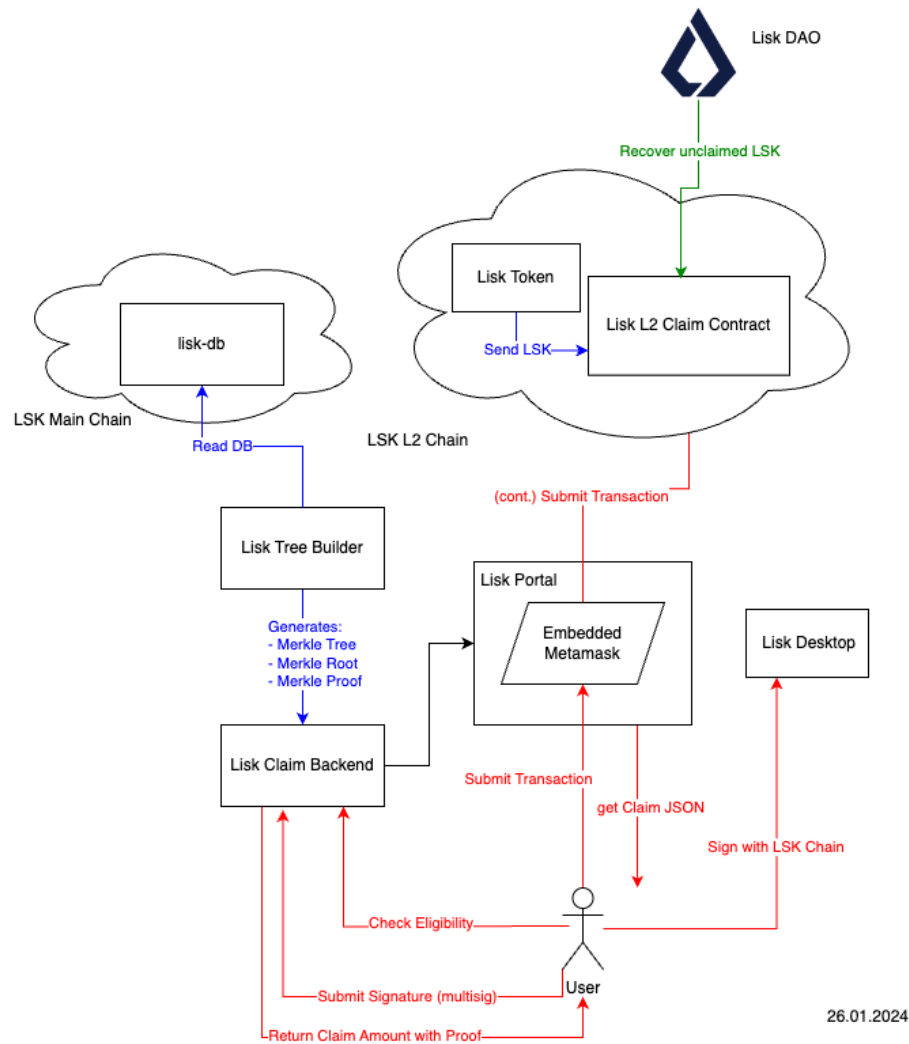 Lisk DAO
Recover unclaimed LSK
Lisk Token
Lisk L2 Claim Contract
Send LSK
lisk-db
LSK Main Chain
LSK L2 Chain
Read DB
(cont.) Submit Transaction
Lisk Tree Builder
Lisk Portal
Embedded
Metamask
Lisk Desktop
Generates:
- Merkle Tree
- Merkle Root
- Merkle Proof
Lisk Claim Backend
Submit Transaction
get Claim JSON
Sign with LSK Chain
Check Eligibility
User
Submit Signature (multisig)
26.01.2024
Return Claim Amount with Proof